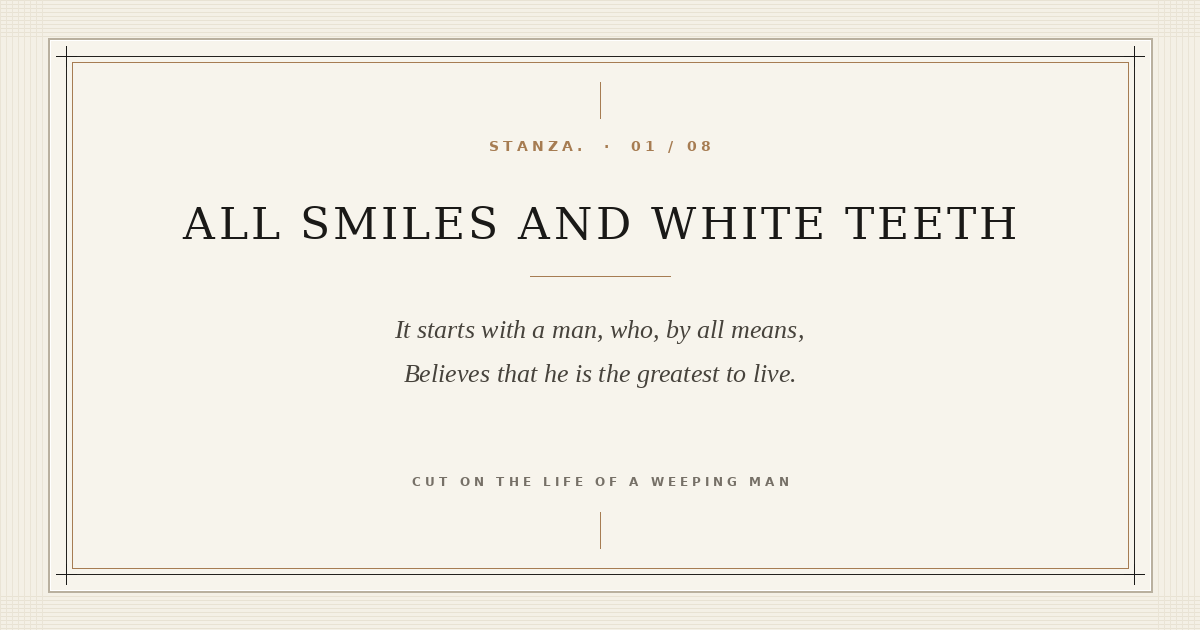 STANZA. · 01 / 08
ALL SMILES AND WHITE TEETH
It starts with a man, who, by all means,
Believes that he is the greatest to live.
CUT ON THE LIFE OF A WEEPING MAN